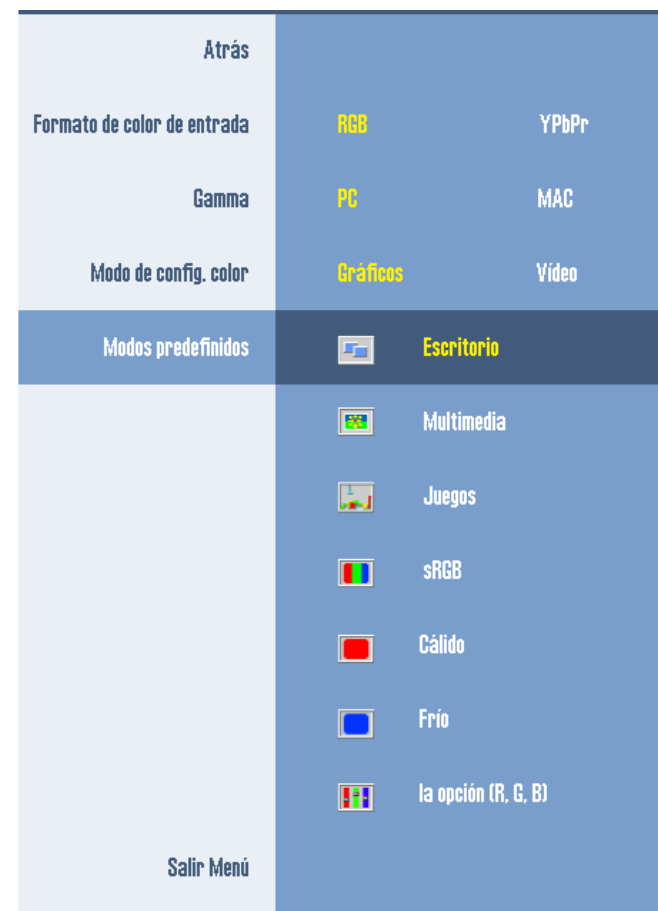 Atrás
Formato de color de entrada RGB YPbPr
Gamma PC MAC
Modo de config. color Gráficos Vídeo
Modos predefinidos Escritorio
Multimedia
Juegos
sRGB
Cálido
Frío
la opción (R, G, B)
Salir Menú